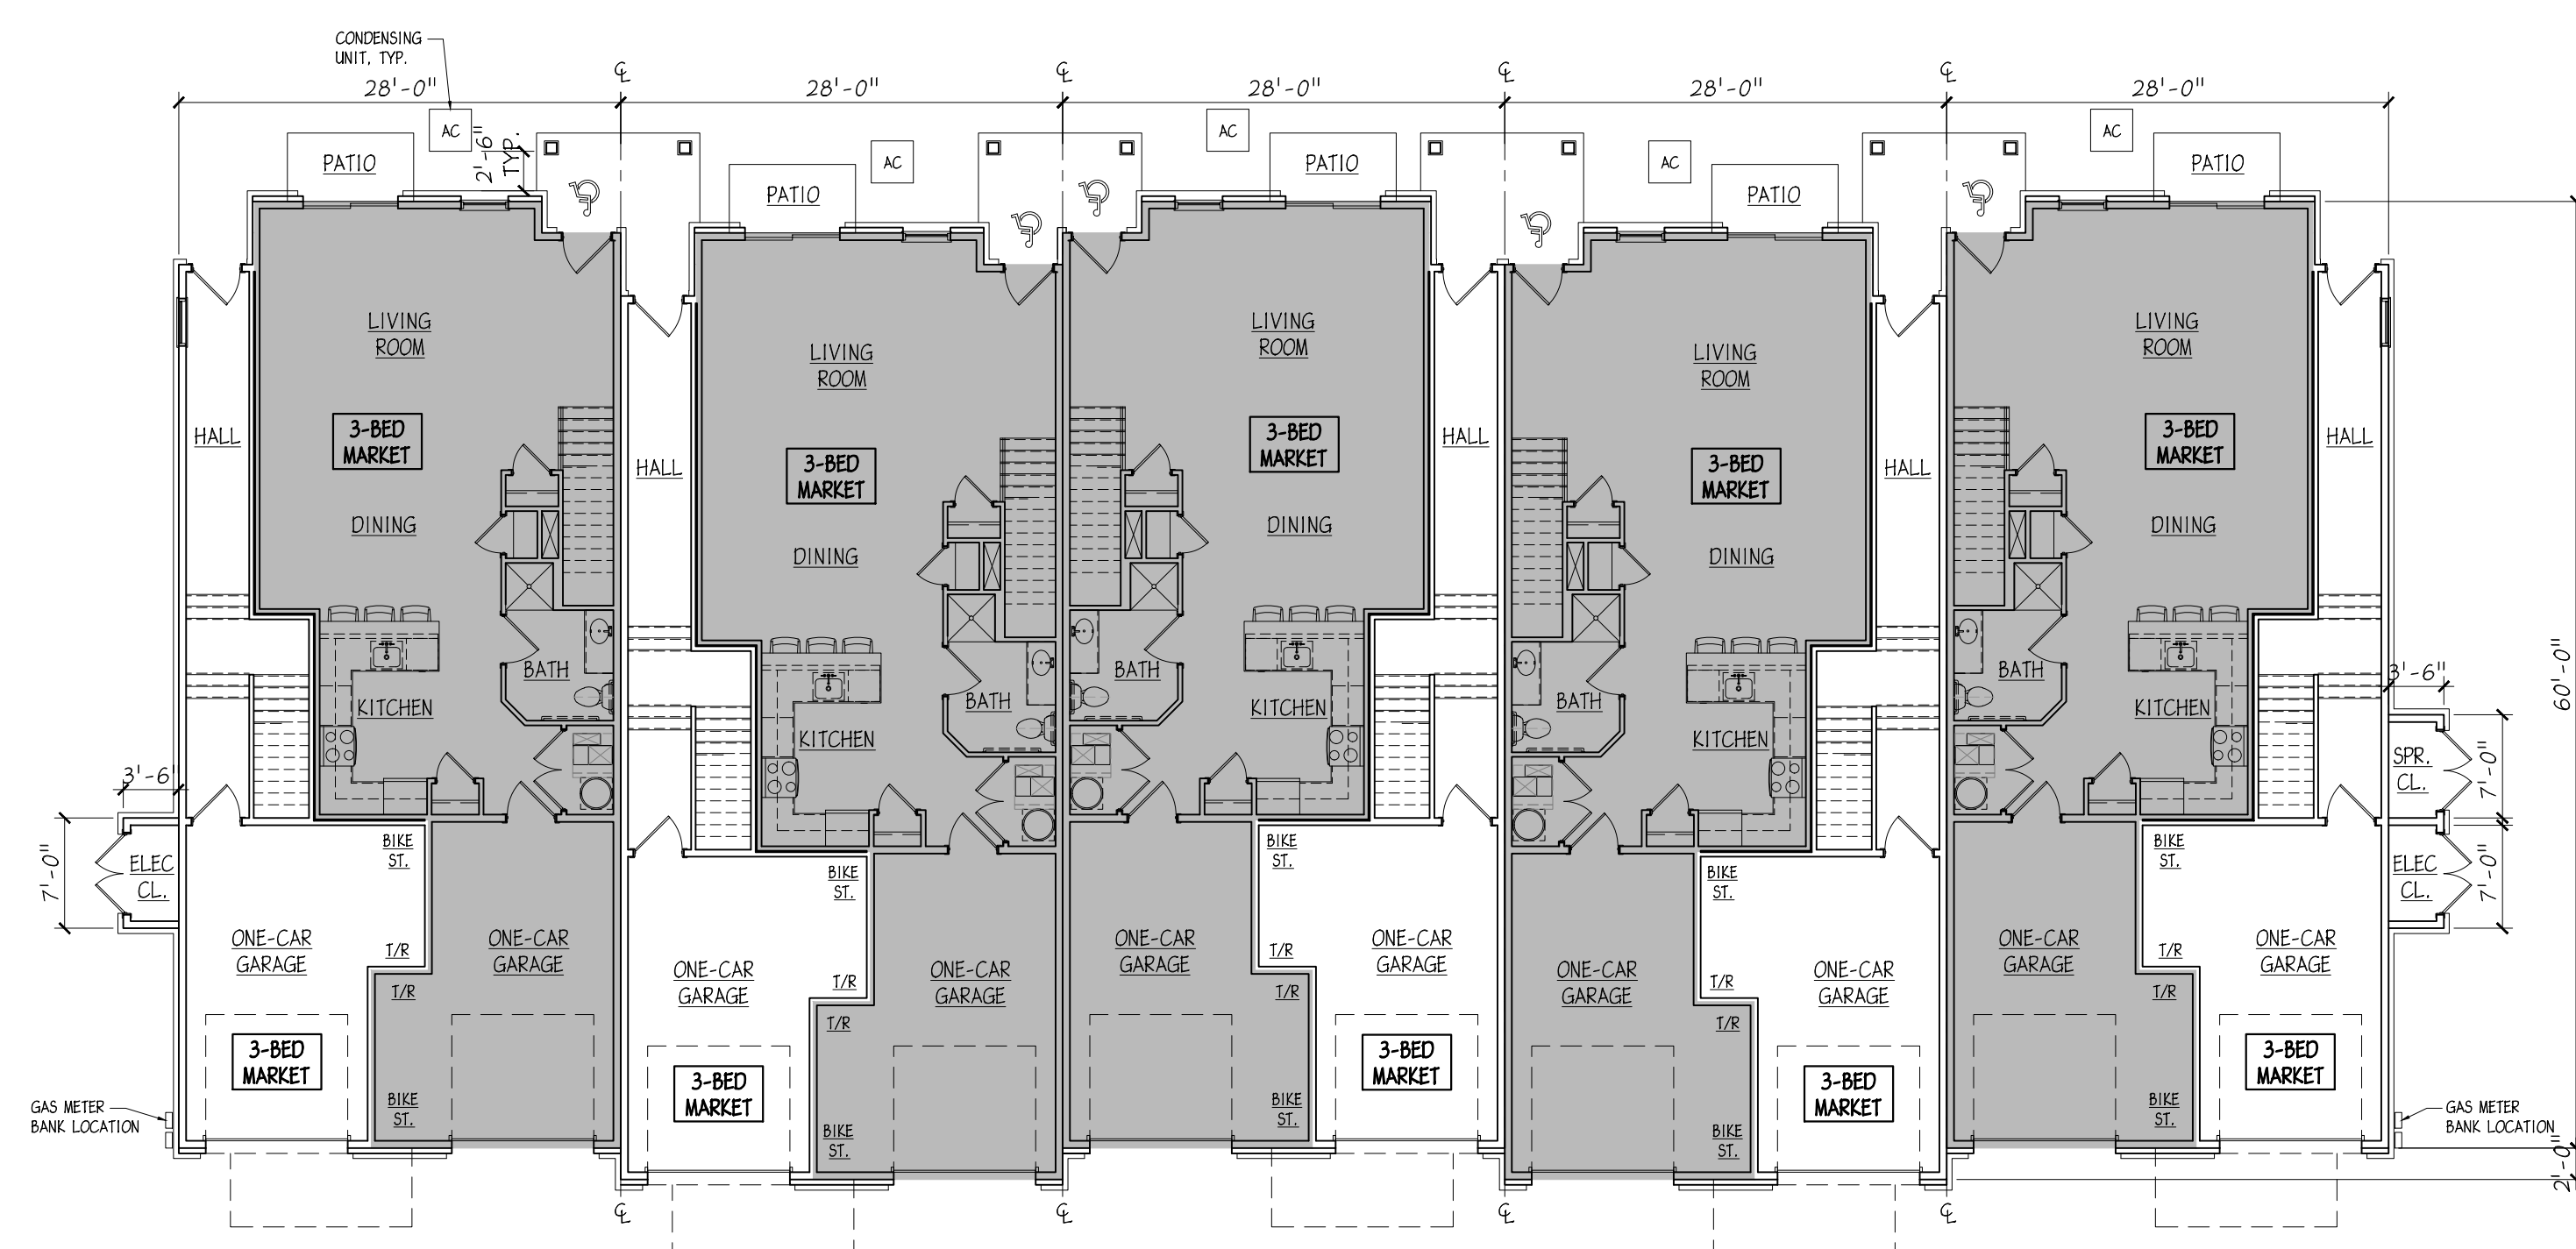 CONDENSING
UNIT, TYP.
℄ ℄ ℄ ℄
28'-0" 28'-0" 28'-0" 28'-0" 28'-0"
AC AC AC AC AC
2'-6"
TYP.
PATIO PATIO PATIO PATIO PATIO
LIVING
ROOM
LIVING
ROOM
LIVING
ROOM
LIVING
ROOM
LIVING
ROOM
HALL
3-BED
MARKET
HALL
3-BED
MARKET
3-BED
MARKET
HALL
3-BED
MARKET
HALL
3-BED
MARKET
HALL
DINING DINING DINING DINING DINING
BATH BATH BATH BATH BATH
KITCHEN KITCHEN KITCHEN KITCHEN KITCHEN
3'-6"
60'-0"
SPR.
CL.
7'-0"
3'-6"
7'-0"
ELEC
CL.
ELEC
CL.
7'-0"
BIKE
ST.
BIKE
ST.
BIKE
ST.
BIKE
ST.
BIKE
ST.
ONE-CAR
GARAGE
ONE-CAR
GARAGE
ONE-CAR
GARAGE
ONE-CAR
GARAGE
ONE-CAR
GARAGE
ONE-CAR
GARAGE
ONE-CAR
GARAGE
ONE-CAR
GARAGE
ONE-CAR
GARAGE
ONE-CAR
GARAGE
T/R T/R T/R T/R T/R
T/R T/R T/R T/R T/R
3-BED
MARKET
3-BED
MARKET
3-BED
MARKET
3-BED
MARKET
3-BED
MARKET
BIKE
ST.
BIKE
ST.
BIKE
ST.
BIKE
ST.
BIKE
ST.
GAS METER
BANK LOCATION
GAS METER
BANK LOCATION
2'-0"
℄ ℄ ℄ ℄